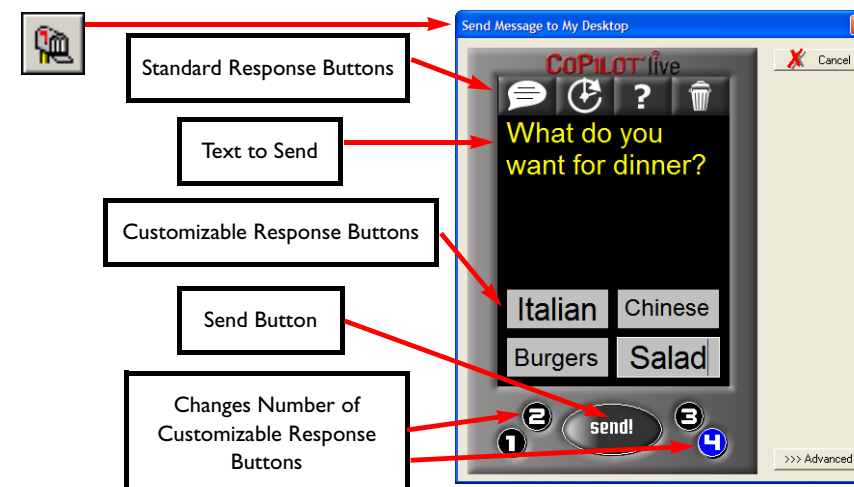 Send Message to My Desktop
Cancel
Standard Response Buttons
CoPILOT live
?
Text to Send
What do you
want for dinner?
Customizable Response Buttons
Italian
Chinese
Send Button
Burgers
Salad
Changes Number of
Customizable Response
Buttons
1
2
send!
3
4
>>> Advanced